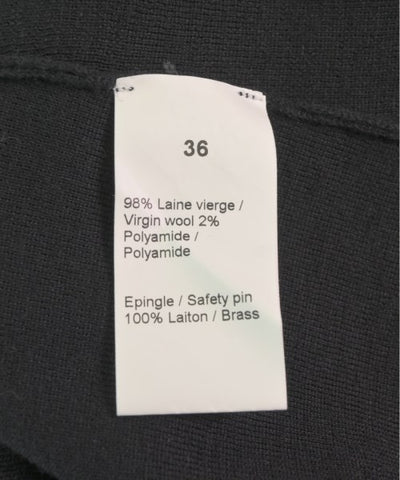 36
98% Laine vierge /
Virgin wool 2%
Polyamide /
Polyamide
Epingle / Safety pin
100% Laiton / Brass